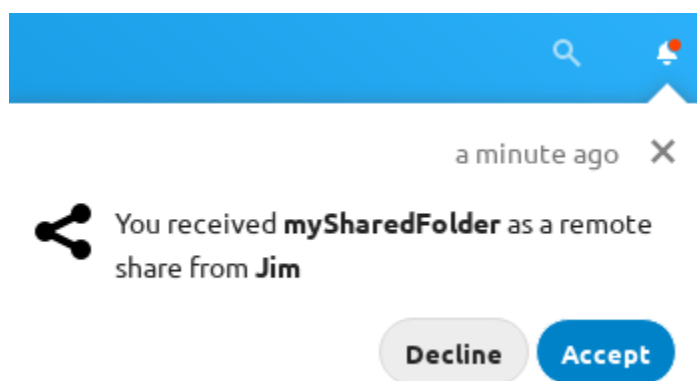 a minute ago
You received mySharedFolder as a remote
share from Jim
Decline Accept